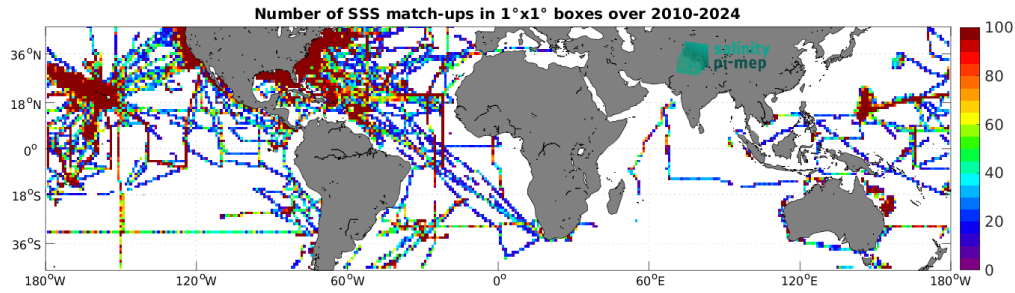 Number of SSS match-ups in 1°x1° boxes over 2010-2024
salinity
pi-mep
36°N
18°N
0°
18°S
36°S
180°W
120°W
60°W
0°
60°E
120°E
180°W
100
80
60
40
20
0